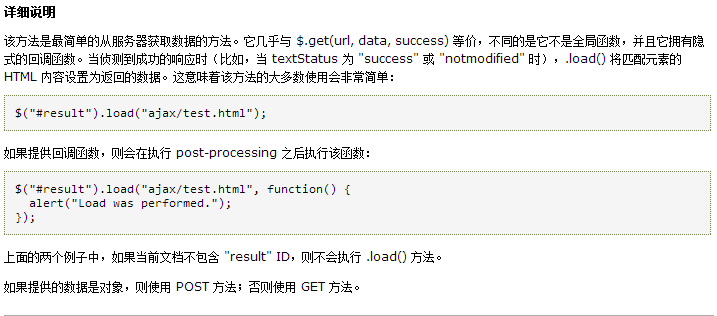 详细说明
该方法是最简单的从服务器获取数据的方法。它几乎与 $.get(url, data, success) 等价，不同的是它不是全局函数，并且它拥有隐
式的回调函数。当侦测到成功的响应时（比如，当 textStatus 为 "success" 或 "notmodified" 时），.load() 将匹配元素的
HTML 内容设置为返回的数据。这意味着该方法的大多数使用会非常简单：
$("#result").load("ajax/test.html");
如果提供回调函数，则会在执行 post-processing 之后执行该函数：
$("#result").load("ajax/test.html", function() {
  alert("Load was performed.");
});
上面的两个例子中，如果当前文档不包含 "result" ID，则不会执行 .load() 方法。
如果提供的数据是对象，则使用 POST 方法；否则使用 GET 方法。